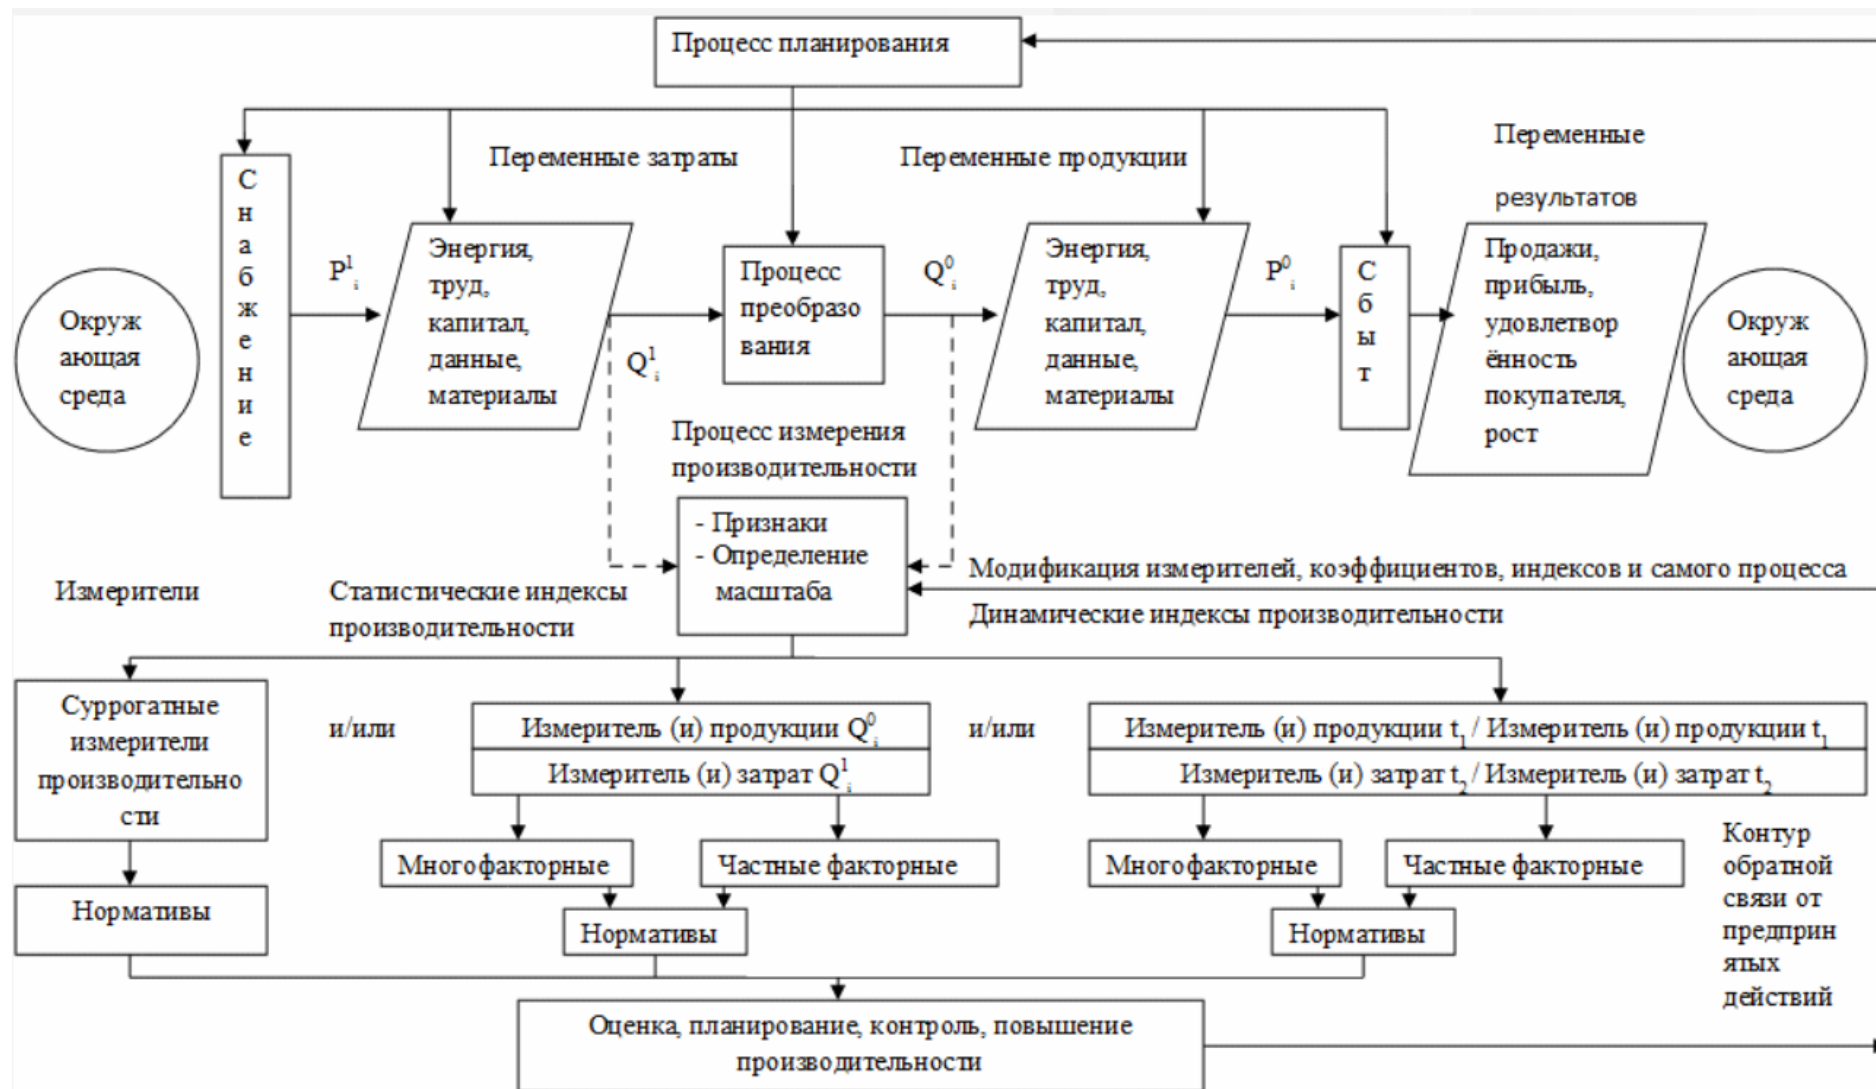 Процесс планирования
Переменные затраты
Переменные продукции
Переменные
результатов
Окруж
ающая
среда
С
н
а
б
ж
е
н
и
е
P¹ᵢ
Энергия,
труд,
капитал,
данные,
материалы
Q¹ᵢ
Процесс
преобразо
вания
Q⁰ᵢ
Энергия,
труд,
капитал,
данные,
материалы
P⁰ᵢ
С
б
ы
т
Продажи,
прибыль,
удовлетвор
ённость
покупателя,
рост
Окруж
ающая
среда
Процесс измерения
производительности
- Признаки
- Определение
масштаба
Модификация измерителей, коэффициентов, индексов и самого процесса
Измерители
Статистические индексы
производительности
Динамические индексы производительности
Суррогатные
измерители
производительно
сти
и/или
Измеритель (и) продукции Q⁰ᵢ
Измеритель (и) затрат Q¹ᵢ
и/или
Измеритель (и) продукции t₁ / Измеритель (и) продукции t₁
Измеритель (и) затрат t₂ / Измеритель (и) затрат t₂
Многофакторные
Частные факторные
Многофакторные
Частные факторные
Нормативы
Нормативы
Нормативы
Контур
обратной
связи от
предприн
ятых
действий
Оценка, планирование, контроль, повышение
производительности